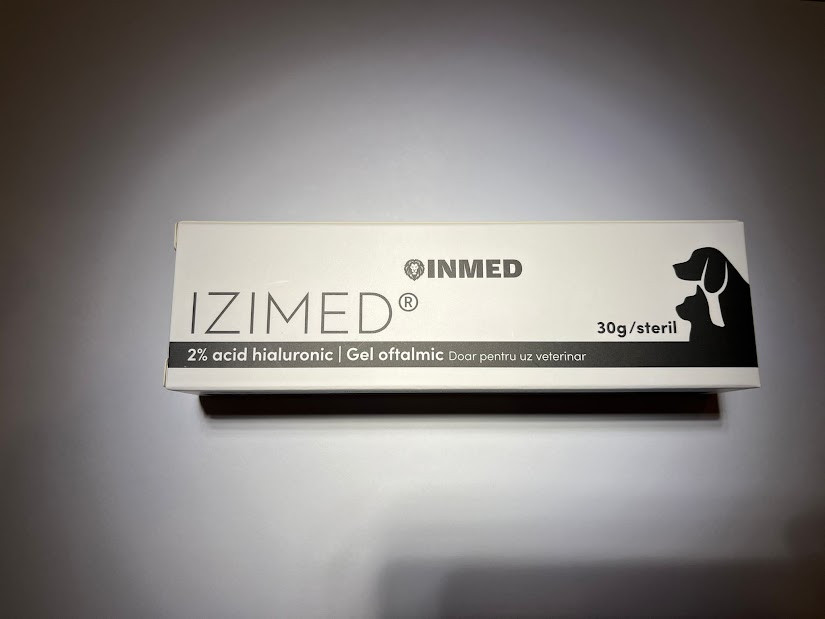 INMED
IZIMED®
30g/steril
2% acid hialuronic | Gel oftalmic Doar pentru uz veterinar